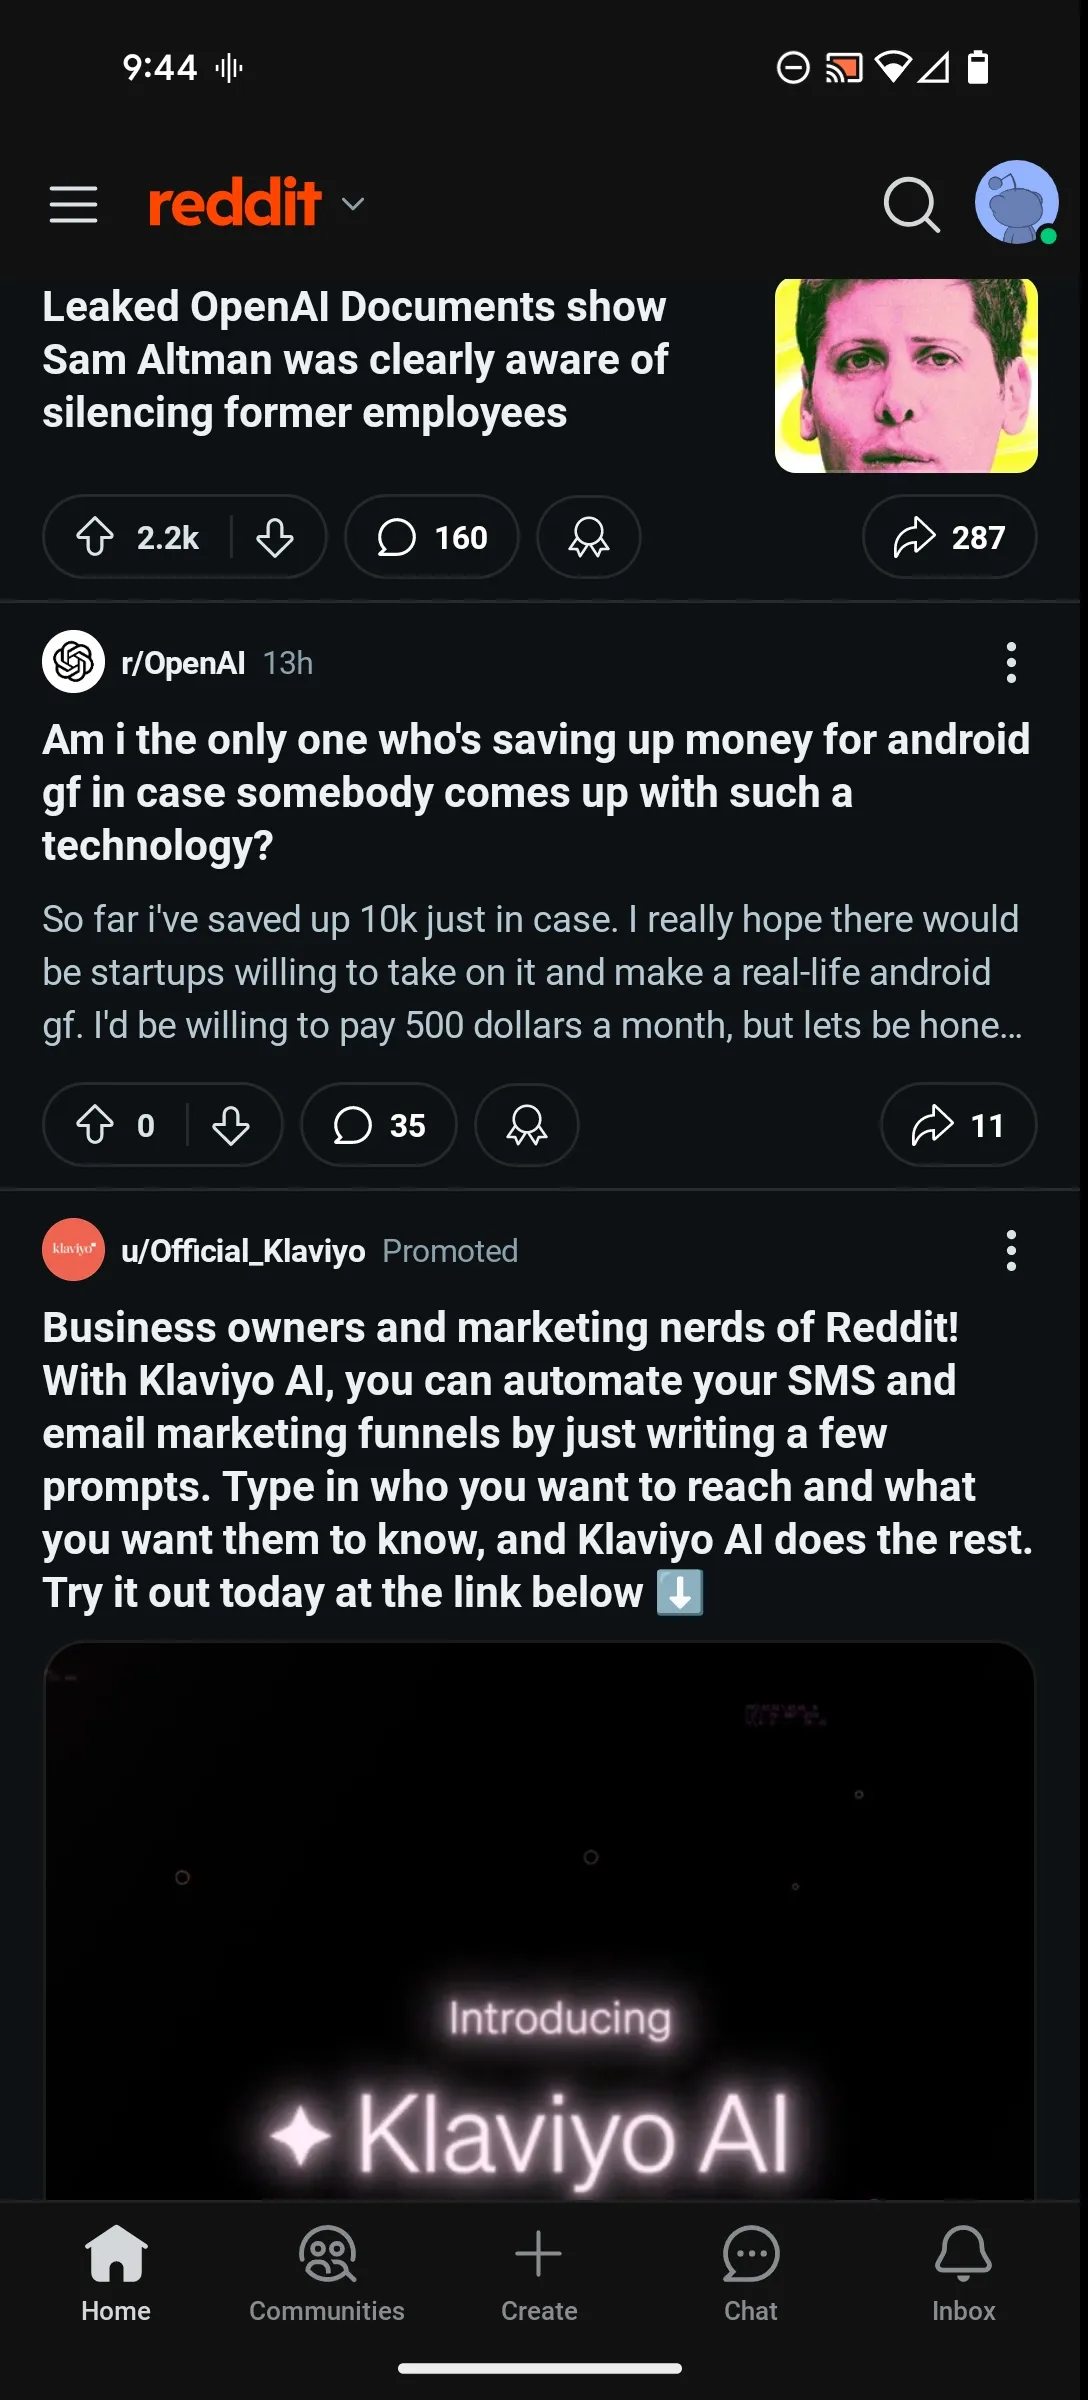 9:44
reddit
Leaked OpenAI Documents show
Sam Altman was clearly aware of
silencing former employees
2.2k
160
287
r/OpenAI 13h
Am i the only one who's saving up money for android
gf in case somebody comes up with such a
technology?
So far i've saved up 10k just in case. I really hope there would
be startups willing to take on it and make a real-life android
gf. I'd be willing to pay 500 dollars a month, but lets be hone...
0
35
11
klaviyo
u/Official_Klaviyo Promoted
Business owners and marketing nerds of Reddit!
With Klaviyo AI, you can automate your SMS and
email marketing funnels by just writing a few
prompts. Type in who you want to reach and what
you want them to know, and Klaviyo AI does the rest.
Try it out today at the link below ⬇️
Introducing
Klaviyo AI
Home
Communities
Create
Chat
Inbox